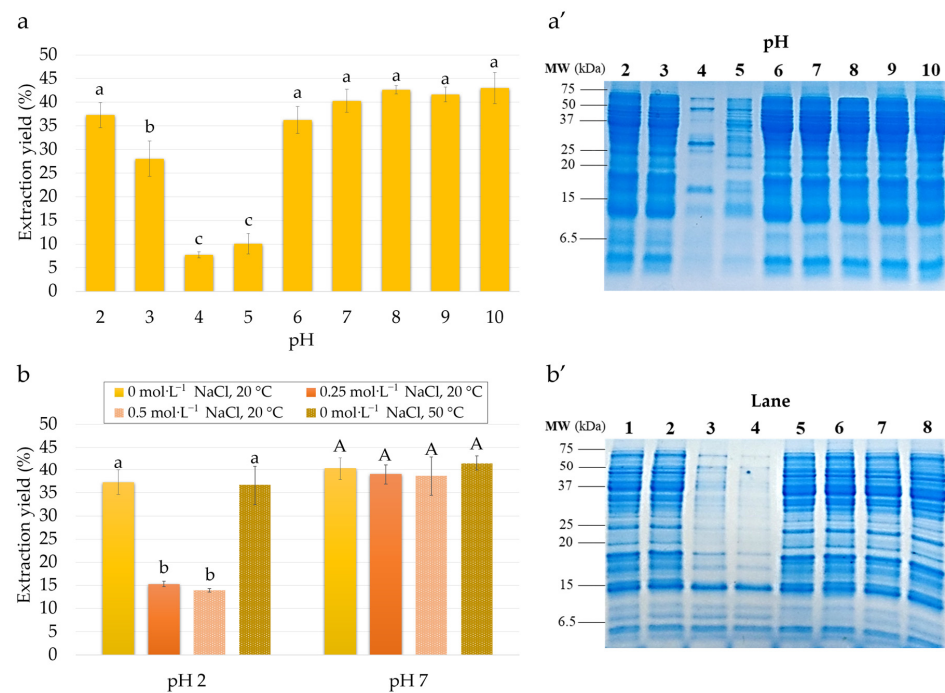 a
Extraction yield (%)
50
45
40
35
30
25
20
15
10
5
0
a
b
c
c
a
a
a
a
a
2 3 4 5 6 7 8 9 10
pH
a′
pH
MW (kDa) 2 3 4 5 6 7 8 9 10
75
50
37
25
20
15
6.5
b
0 mol·L⁻¹ NaCl, 20 °C
0.25 mol·L⁻¹ NaCl, 20 °C
0.5 mol·L⁻¹ NaCl, 20 °C
0 mol·L⁻¹ NaCl, 50 °C
Extraction yield (%)
50
45
40
35
30
25
20
15
10
5
0
a
b
b
a
A
A
A
A
pH 2 pH 7
b′
Lane
MW (kDa) 1 2 3 4 5 6 7 8
75
50
37
25
20
15
6.5